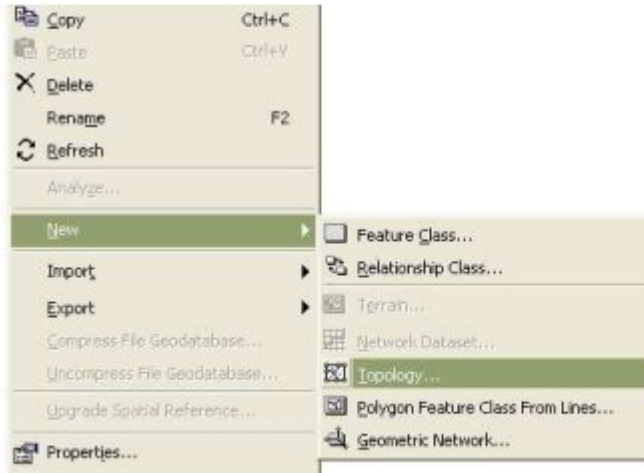 Copy Ctrl+C
Paste Ctrl+V
Delete
Rename F2
Refresh
Analyze...
New
Import
Export
Compress File Geodatabase...
Uncompress File Geodatabase...
Upgrade Spatial Reference...
Properties...
Feature Class...
Relationship Class...
Terrain...
Network Dataset...
Topology...
Polygon Feature Class From Lines...
Geometric Network...